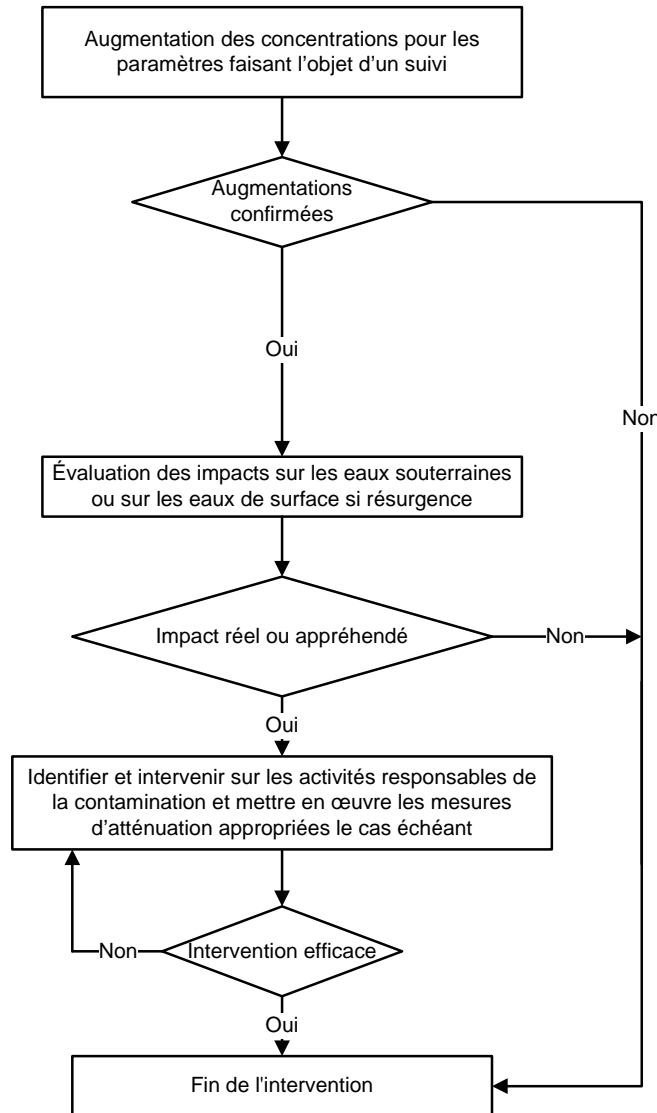 Augmentation des concentrations pour les
paramètres faisant l'objet d'un suivi
Augmentations
confirmées
Oui
Non
Évaluation des impacts sur les eaux souterraines
ou sur les eaux de surface si résurgence
Impact réel ou appréhendé
Non
Oui
Identifier et intervenir sur les activités responsables de
la contamination et mettre en œuvre les mesures
d'atténuation appropriées le cas échéant
Non
Intervention efficace
Oui
Fin de l'intervention